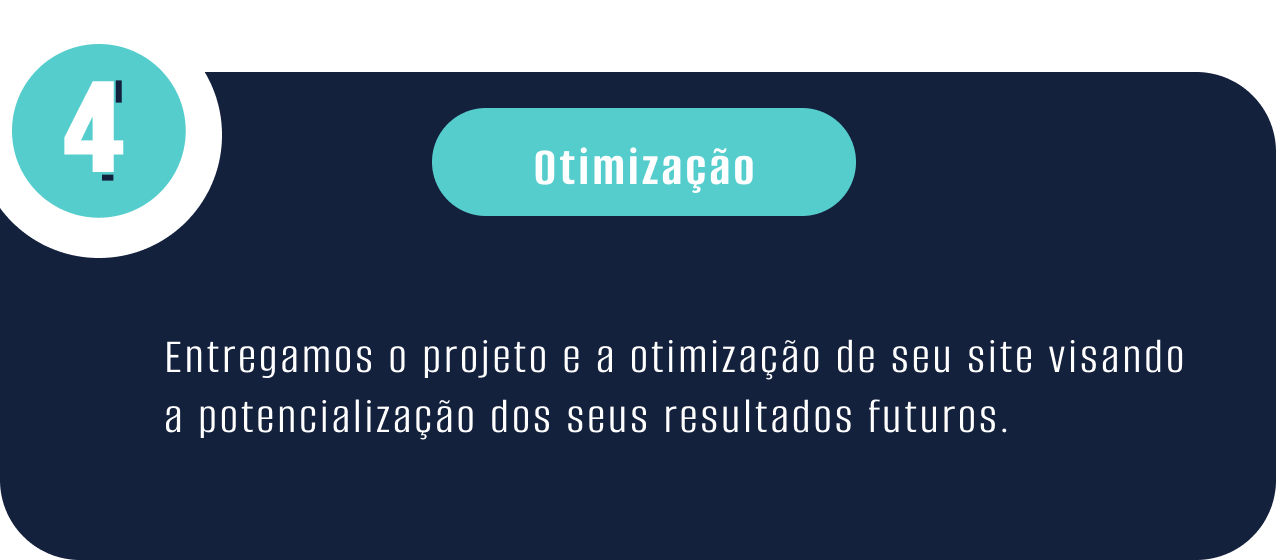 4
Otimização
Entregamos o projeto e a otimização de seu site visando
a potencialização dos seus resultados futuros.